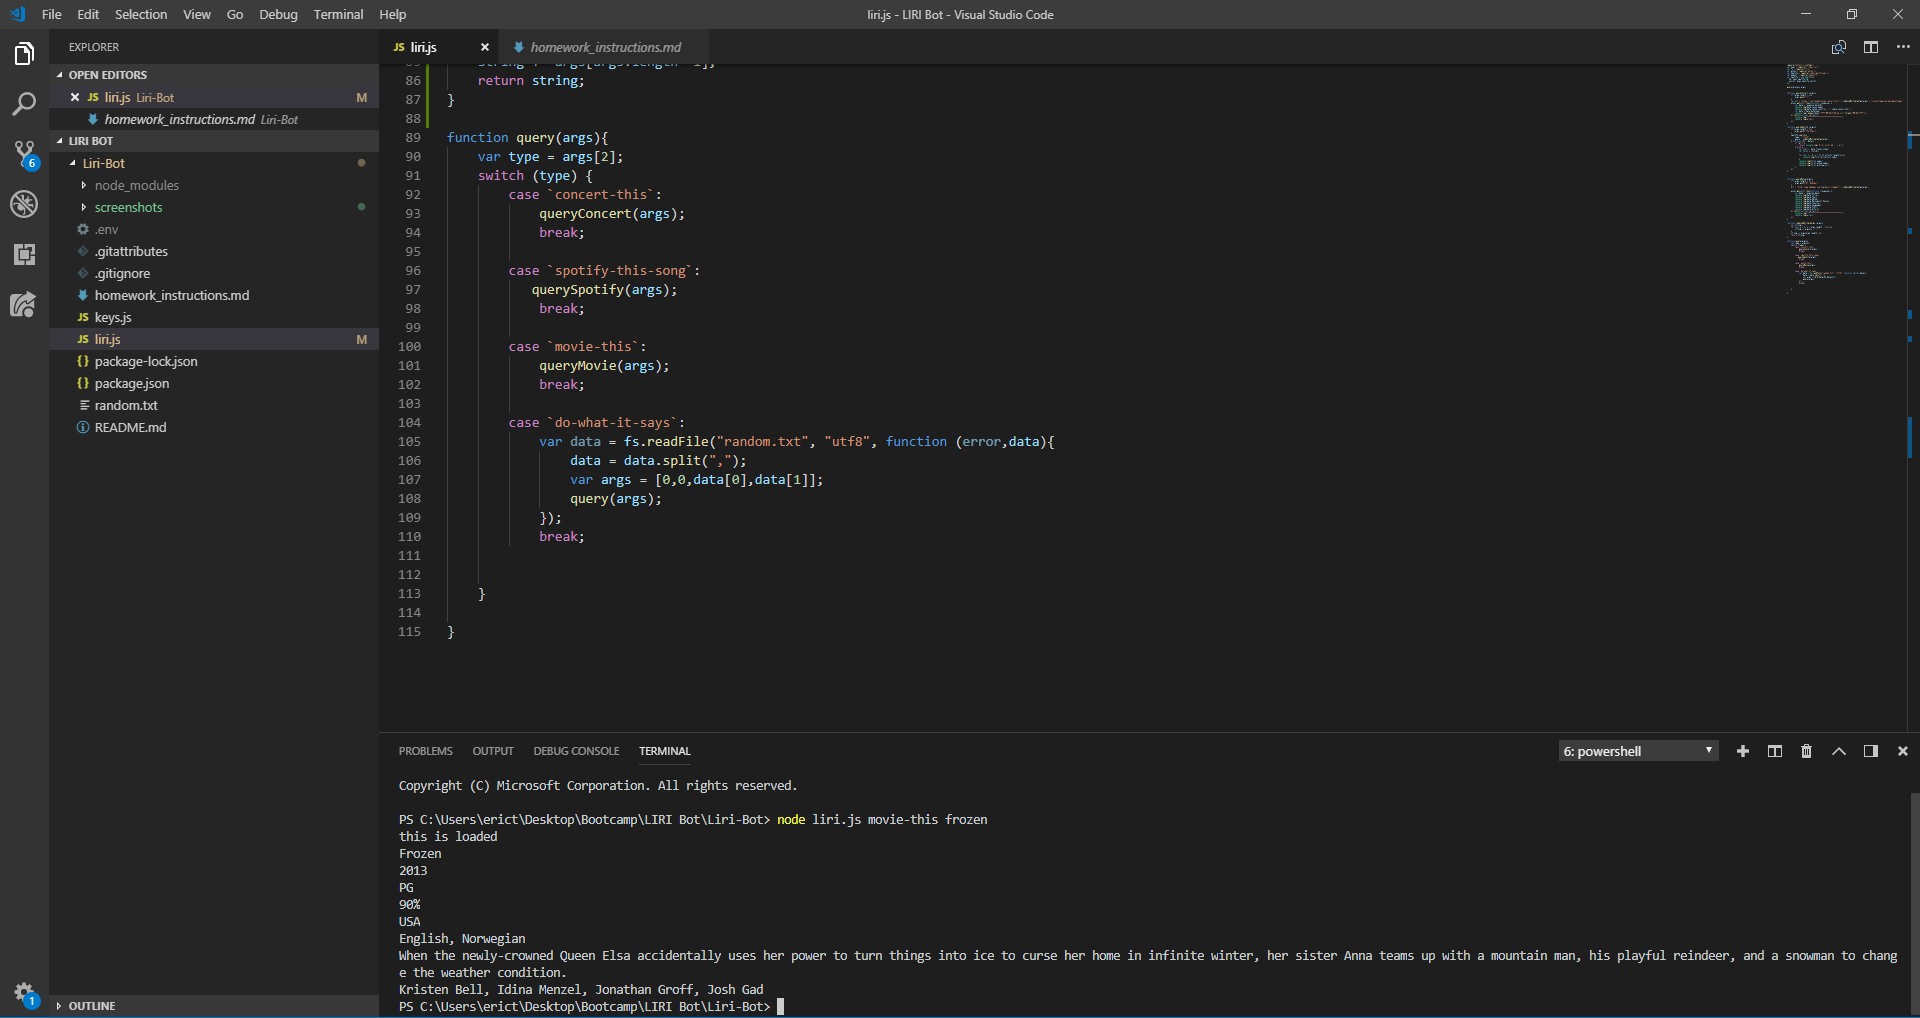 File Edit Selection View Go Debug Terminal Help
liri.js - LIRI Bot - Visual Studio Code
EXPLORER
OPEN EDITORS
JS liri.js Liri-Bot M
homework_instructions.md Liri-Bot
LIRI BOT
Liri-Bot
node_modules
screenshots
.env
.gitattributes
.gitignore
homework_instructions.md
JS keys.js
JS liri.js M
{} package-lock.json
{} package.json
random.txt
README.md
OUTLINE
6
1
JS liri.js
homework_instructions.md
86 return string;
87 }
88
89 function query(args){
90 var type = args[2];
91 switch (type) {
92 case `concert-this`:
93 queryConcert(args);
94 break;
95
96 case `spotify-this-song`:
97 querySpotify(args);
98 break;
99
100 case `movie-this`:
101 queryMovie(args);
102 break;
103
104 case `do-what-it-says`:
105 var data = fs.readFile("random.txt", "utf8", function (error,data){
106 data = data.split(",");
107 var args = [0,0,data[0],data[1]];
108 query(args);
109 });
110 break;
111
112
113 }
114
115 }
PROBLEMS OUTPUT DEBUG CONSOLE TERMINAL
6: powershell
Copyright (C) Microsoft Corporation. All rights reserved.
PS C:\Users\erict\Desktop\Bootcamp\LIRI Bot\Liri-Bot> node liri.js movie-this frozen
this is loaded
Frozen
2013
PG
90%
USA
English, Norwegian
When the newly-crowned Queen Elsa accidentally uses her power to turn things into ice to curse her home in infinite winter, her sister Anna teams up with a mountain man, his playful reindeer, and a snowman to chang
e the weather condition.
Kristen Bell, Idina Menzel, Jonathan Groff, Josh Gad
PS C:\Users\erict\Desktop\Bootcamp\LIRI Bot\Liri-Bot>